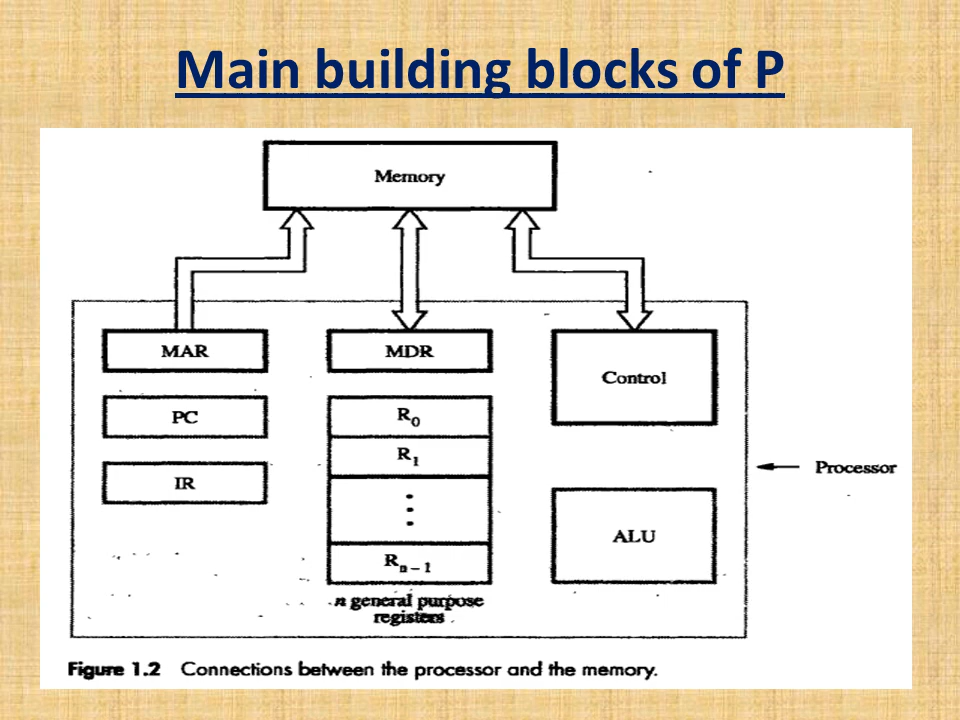 Main building blocks of P
Memory
MAR
MDR
Control
PC
R0
R1
IR
Processor
ALU
Rn – 1
n general purpose
registers
Figure 1.2 Connections between the processor and the memory.